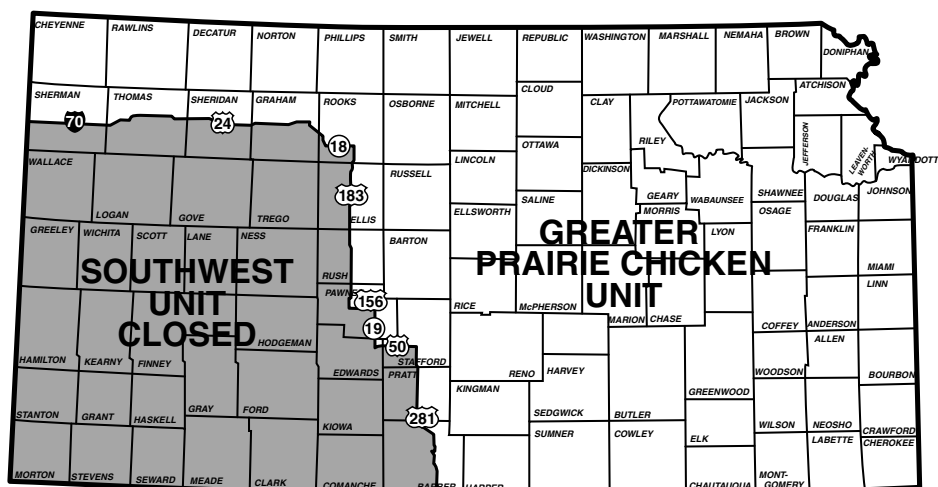 CHEYENNE
RAWLINS
DECATUR
NORTON
PHILLIPS
SMITH
JEWELL
REPUBLIC
WASHINGTON
MARSHALL
NEMAHA
BROWN
DONIPHAN
SHERMAN
THOMAS
SHERIDAN
GRAHAM
ROOKS
OSBORNE
MITCHELL
CLOUD
CLAY
POTTAWATOMIE
JACKSON
ATCHISON
70
24
18
RILEY
JEFFERSON
LEAVEN-
WORTH
WYANDOTT
WALLACE
LOGAN
GOVE
TREGO
183
ELLIS
RUSSELL
LINCOLN
OTTAWA
DICKINSON
SALINE
GEARY
WABAUNSEE
SHAWNEE
DOUGLAS
JOHNSON
GREELEY
WICHITA
SCOTT
LANE
NESS
RUSH
BARTON
ELLSWORTH
MORRIS
LYON
OSAGE
FRANKLIN
MIAMI
SOUTHWEST
UNIT
CLOSED
GREATER
PRAIRIE CHICKEN
UNIT
PAWNEE
156
19
50
STAFFORD
RICE
McPHERSON
MARION
CHASE
COFFEY
ANDERSON
LINN
HAMILTON
KEARNY
FINNEY
HODGEMAN
EDWARDS
PRATT
RENO
HARVEY
GREENWOOD
WOODSON
ALLEN
BOURBON
STANTON
GRANT
HASKELL
GRAY
FORD
KIOWA
281
KINGMAN
SEDGWICK
BUTLER
ELK
WILSON
NEOSHO
CRAWFORD
MORTON
STEVENS
SEWARD
MEADE
CLARK
COMANCHE
BARBER
HARPER
SUMNER
COWLEY
CHAUTAUQUA
MONT-
GOMERY
LABETTE
CHEROKEE